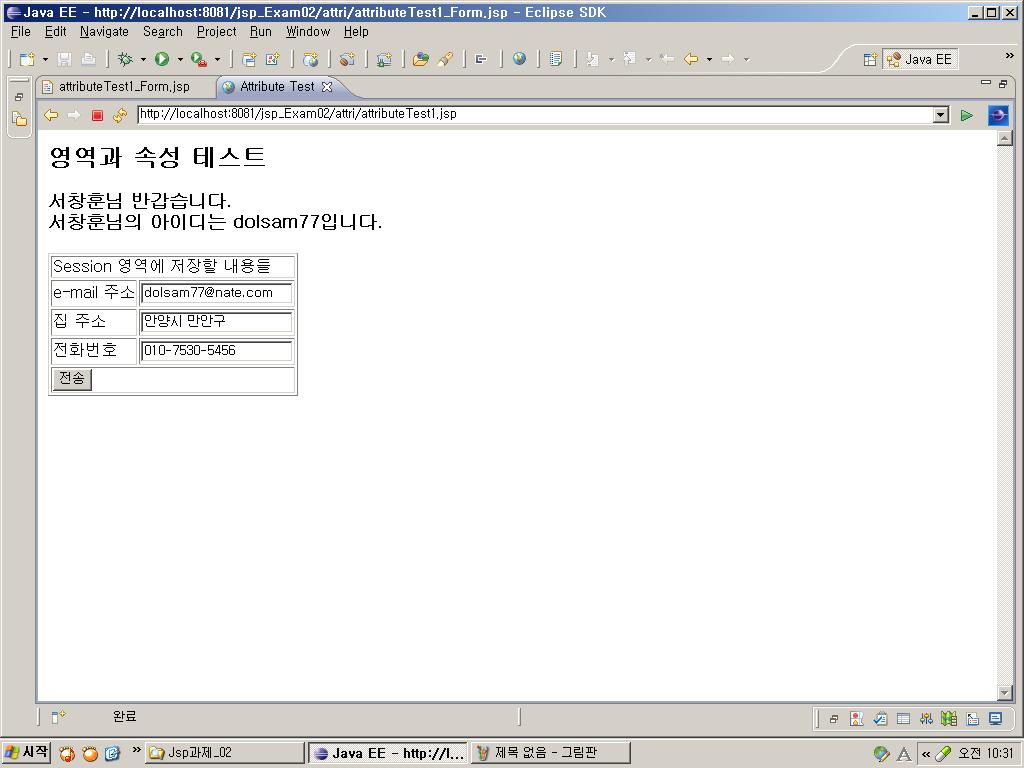 Java EE - http://localhost:8081/jsp_Exam02/attri/attributeTest1_Form.jsp - Eclipse SDK
File Edit Navigate Search Project Run Window Help
Java EE
»
attributeTest1_Form.jsp
Attribute Test
http://localhost:8081/jsp_Exam02/attri/attributeTest1.jsp
영역과 속성 테스트
서창훈님 반갑습니다.
서창훈님의 아이디는 dolsam77입니다.
Session 영역에 저장할 내용들
e-mail 주소 dolsam77@nate.com
집 주소 안양시 만안구
전화번호 010-7530-5456
전송
완료
시작 » Jsp과제_02 Java EE - http://l... 제목 없음 - 그림판 A « 오전 10:31